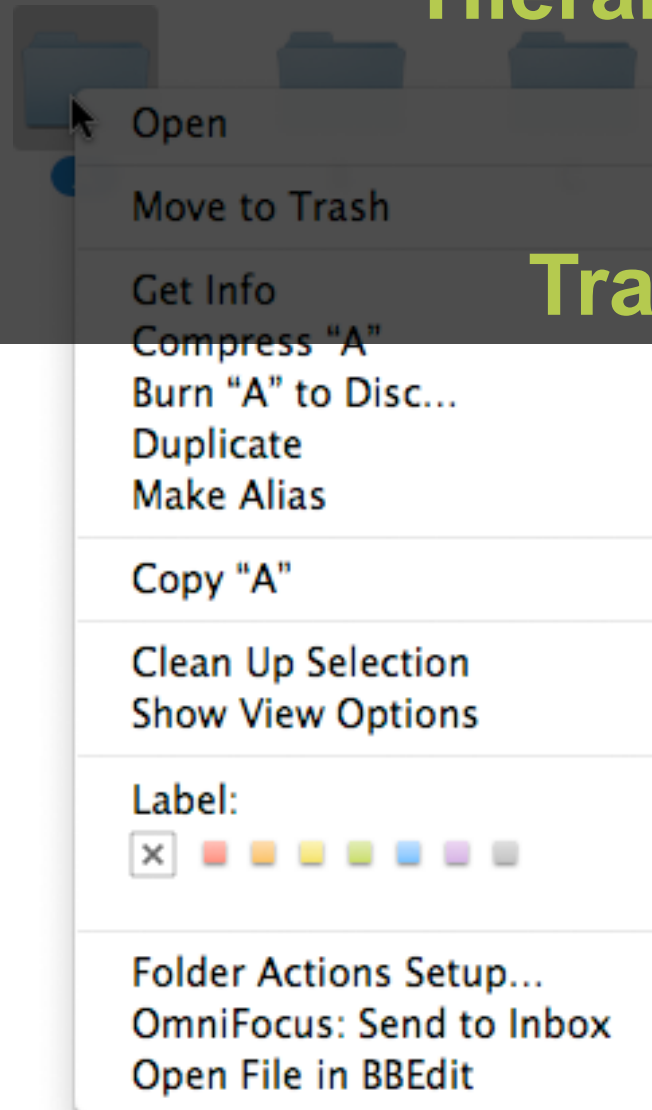 Open
Move to Trash
Get Info
Compress “A”
Burn “A” to Disc...
Duplicate
Make Alias
Copy “A”
Clean Up Selection
Show View Options
Label:
Folder Actions Setup...
OmniFocus: Send to Inbox
Open File in BBEdit